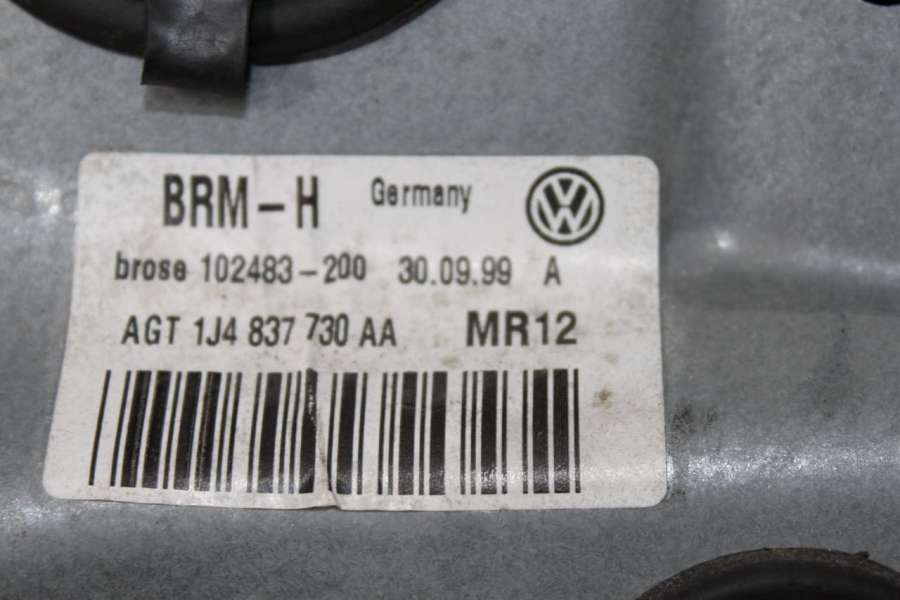 BRM-H Germany
brose 102483-200 30.09.99 A
AGT 1J4 837 730 AA MR12